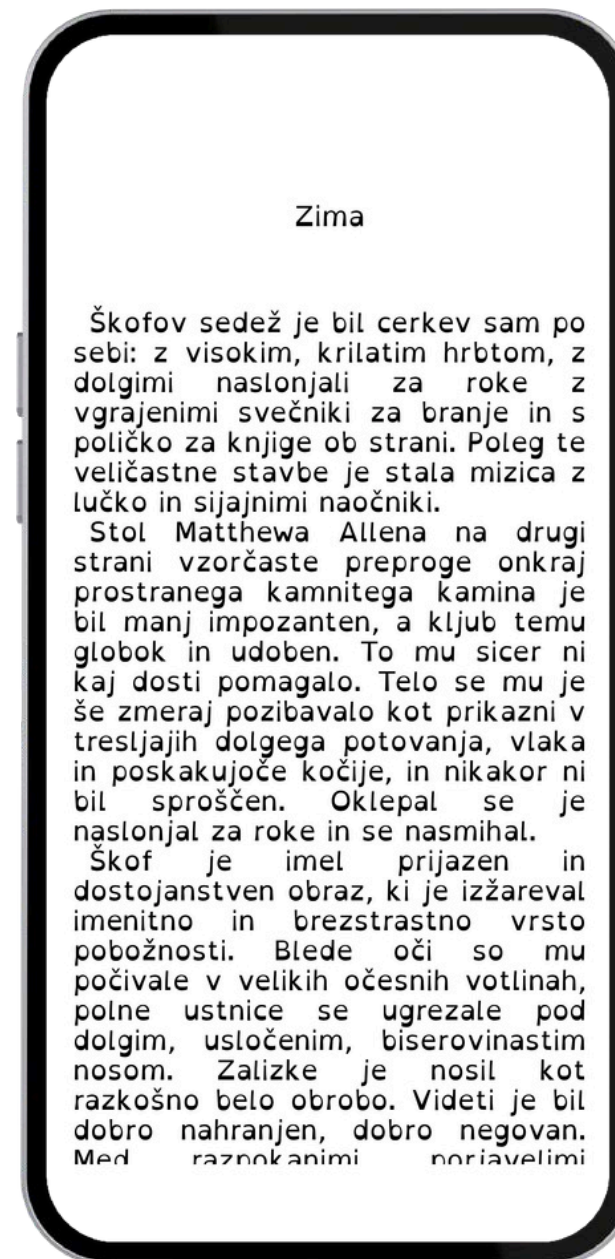 Zima
Škofov sedež je bil cerkev sam po
sebi: z visokim, krilatim hrbtom, z
dolgimi naslonjali za roke z
vgrajenimi svečniki za branje in s
poličko za knjige ob strani. Poleg te
veličastne stavbe je stala mizica z
lučko in sijajnimi naočniki.
Stol Matthewa Allena na drugi
strani vzorčaste preproge onkraj
prostranega kamnitega kamina je
bil manj impozanten, a kljub temu
globok in udoben. To mu sicer ni
kaj dosti pomagalo. Telo se mu je
še zmeraj pozibavalo kot prikazni v
tresljajih dolgega potovanja, vlaka
in poskakujoče kočije, in nikakor ni
bil sproščen. Oklepal se je
naslonjal za roke in se nasmihal.
Škof je imel prijazen in
dostojanstven obraz, ki je izžareval
imenitno in brezstrastno vrsto
pobožnosti. Blede oči so mu
počivale v velikih očesnih votlinah,
polne ustnice se ugrezale pod
dolgim, usločenim, biserovinastim
nosom. Zalizke je nosil kot
razkošno belo obrobo. Videti je bil
dobro nahranjen, dobro negovan.
Med razpokanimi porjavelimi